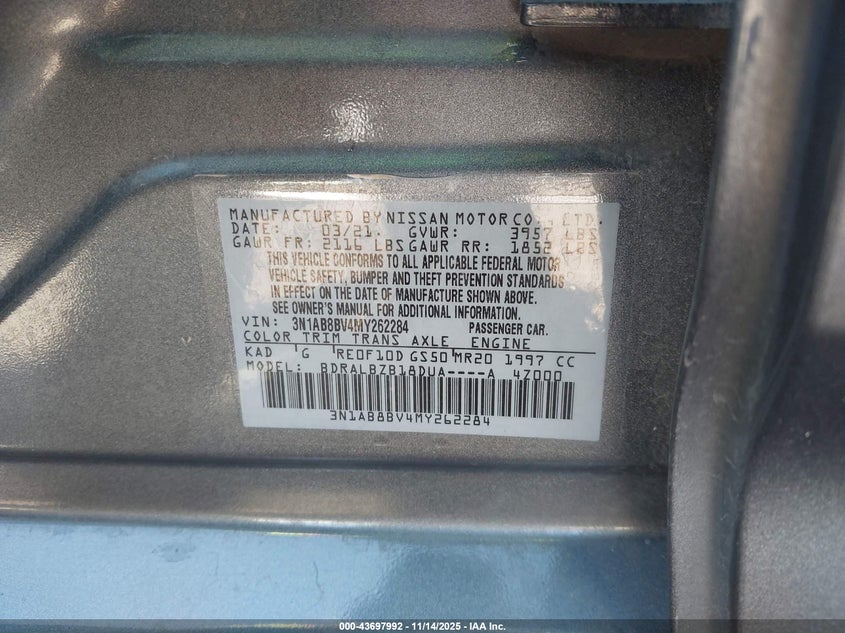 MANUFACTURED BY NISSAN MOTOR CO., LTD.
DATE: 03/21 GVWR: 3957 LBS
GAWR FR: 2116 LBS GAWR RR: 1852 LBS
THIS VEHICLE CONFORMS TO ALL APPLICABLE FEDERAL MOTOR
VEHICLE SAFETY, BUMPER AND THEFT PREVENTION STANDARDS
IN EFFECT ON THE DATE OF MANUFACTURE SHOWN ABOVE.
SEE OWNER'S MANUAL FOR ADDITIONAL INFORMATION.
VIN: 3N1AB8BV4MY262284 PASSENGER CAR.
COLOR TRIM TRANS AXLE ENGINE
KAD G RE0F10D GS50 MR20 1997 CC
MODEL: BDRALBZB18DUA----A 47000
3N1AB8BV4MY262284
000-43697992 - 11/14/2025 - IAA Inc.